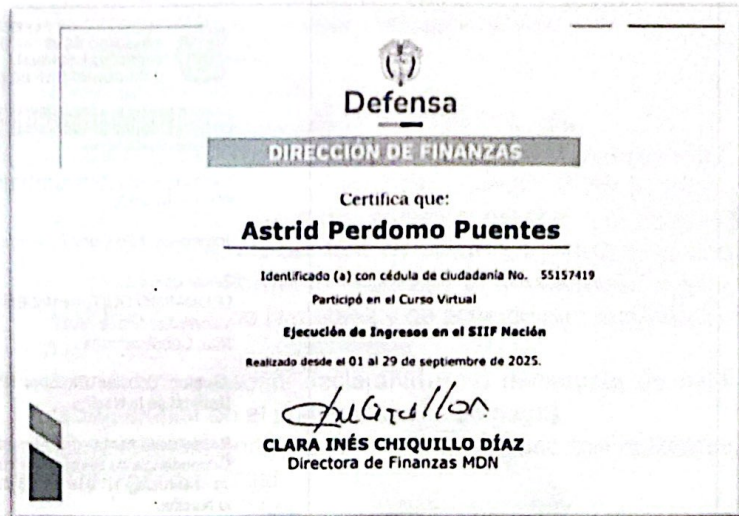 Defensa
DIRECCIÓN DE FINANZAS
Certifica que:
Astrid Perdomo Puentes
Identificado (a) con cédula de ciudadanía No. 55157419
Participó en el Curso Virtual
Ejecución de Ingresos en el SIIF Nación
Realizado desde el 01 al 29 de septiembre de 2025.
CLARA INÉS CHIQUILLO DÍAZ
Directora de Finanzas MDN